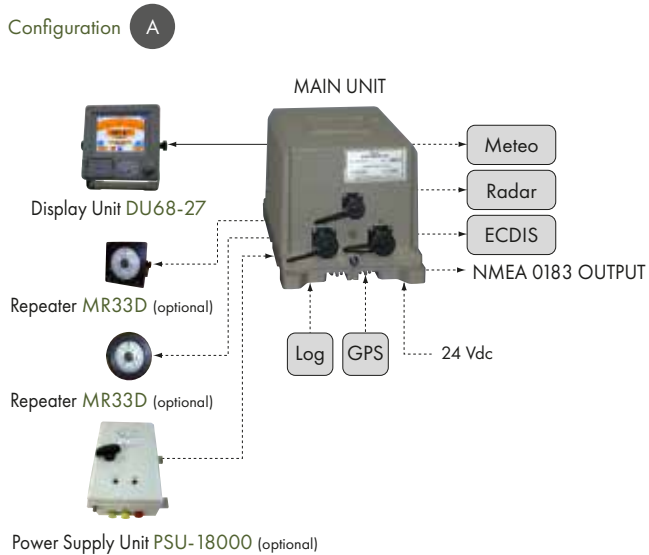 Configuration A
MAIN UNIT
Meteo
Radar
Display Unit DU68-27
ECDIS
NMEA 0183 OUTPUT
Repeater MR33D (optional)
Log
GPS
24 Vdc
Repeater MR33D (optional)
Power Supply Unit PSU-18000 (optional)